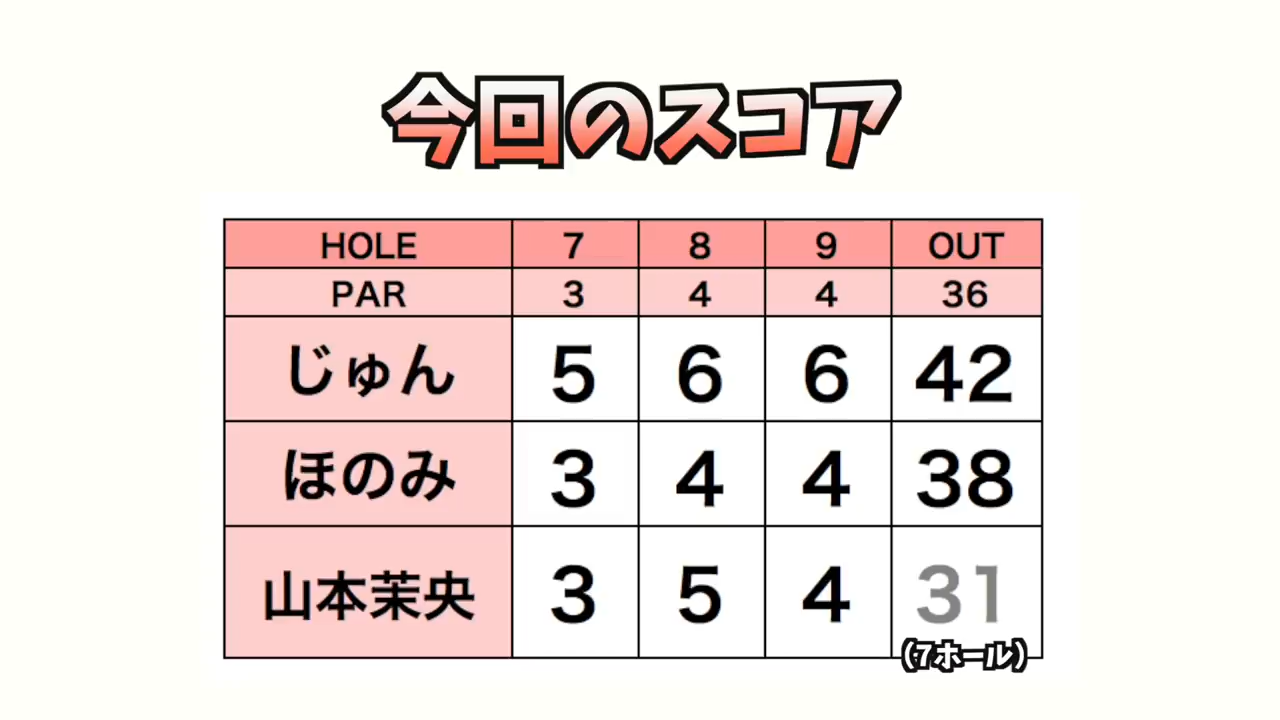 今回のスコア
HOLE 7 8 9 OUT
PAR 3 4 4 36
じゅん 5 6 6 42
ほのみ 3 4 4 38
山本茉央 3 5 4 31
(7ホール)